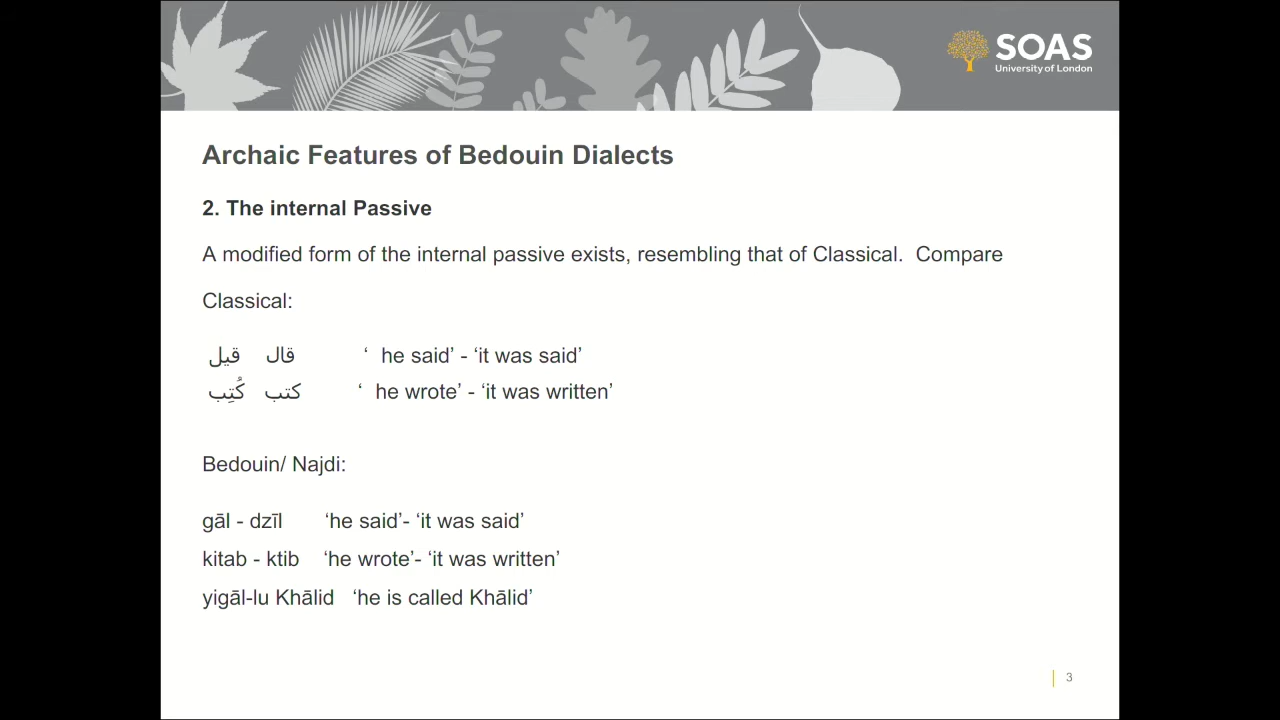 SOAS
University of London
Archaic Features of Bedouin Dialects
2. The internal Passive
A modified form of the internal passive exists, resembling that of Classical. Compare
Classical:
قال قيل ‘ he said’ - ‘it was said’
كتب كُتِب ‘ he wrote’ - ‘it was written’
Bedouin/ Najdi:
gāl - dzīl ‘he said’- ‘it was said’
kitab - ktib ‘he wrote’- ‘it was written’
yigāl-lu Khālid ‘he is called Khālid’
3